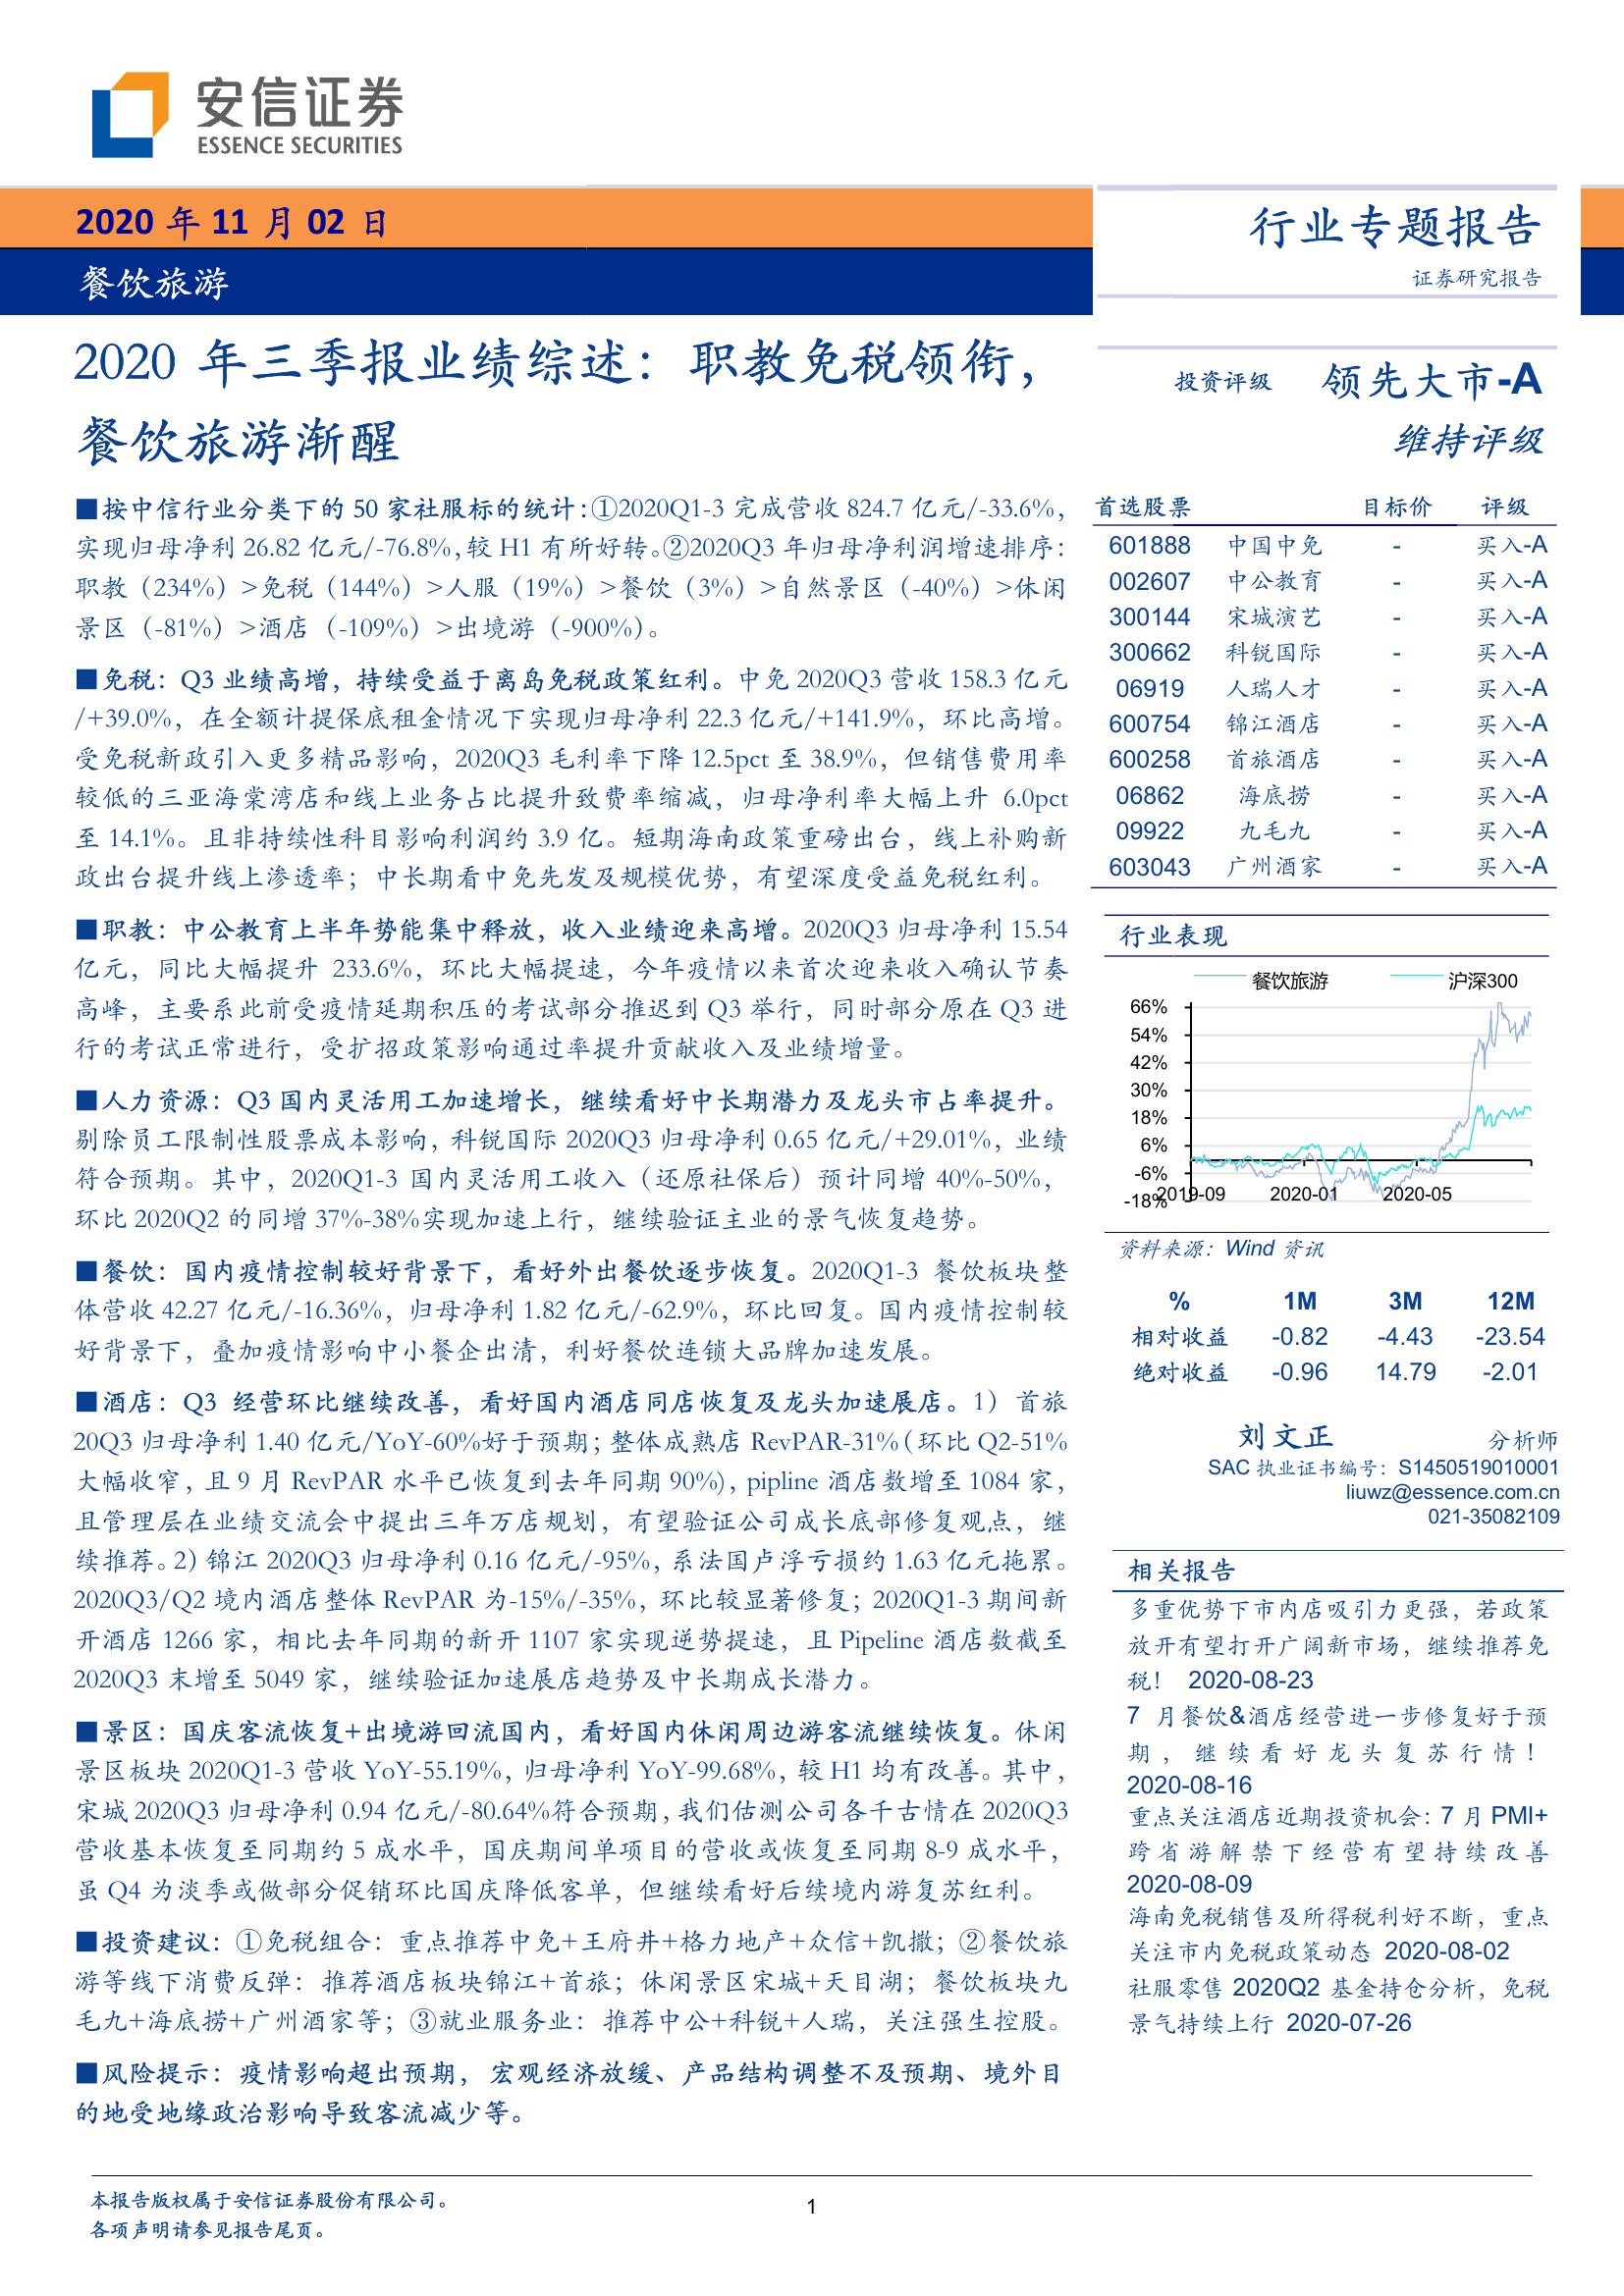 安信证券
ESSENCE SECURITIES
2020 年 11 月 02 日
餐饮旅游
行业专题报告
证券研究报告
2020 年三季报业绩综述：职教免税领衔，
餐饮旅游渐醒
■按中信行业分类下的 50 家社服标的统计：①2020Q1-3 完成营收 824.7 亿元/-33.6%，
实现归母净利 26.82 亿元/-76.8%，较 H1 有所好转。②2020Q3 年归母净利润增速排序：
职教（234%）>免税（144%）>人服（19%）>餐饮（3%）>自然景区（-40%）>休闲
景区（-81%）>酒店（-109%）>出境游（-900%）。
■免税：Q3 业绩高增，持续受益于离岛免税政策红利。中免 2020Q3 营收 158.3 亿元
/+39.0%，在全额计提保底租金情况下实现归母净利 22.3 亿元/+141.9%，环比高增。
受免税新政引入更多精品影响，2020Q3 毛利率下降 12.5pct 至 38.9%，但销售费用率
较低的三亚海棠湾店和线上业务占比提升致费率缩减，归母净利率大幅上升 6.0pct
至 14.1%。且非持续性科目影响利润约 3.9 亿。短期海南政策重磅出台，线上补购新
政出台提升线上渗透率；中长期看中免先发及规模优势，有望深度受益免税红利。
■职教：中公教育上半年势能集中释放，收入业绩迎来高增。2020Q3 归母净利 15.54
亿元，同比大幅提升 233.6%，环比大幅提速，今年疫情以来首次迎来收入确认节奏
高峰，主要系此前受疫情延期积压的考试部分推迟到 Q3 举行，同时部分原在 Q3 进
行的考试正常进行，受扩招政策影响通过率提升贡献收入及业绩增量。
■人力资源：Q3 国内灵活用工加速增长，继续看好中长期潜力及龙头市占率提升。
剔除员工限制性股票成本影响，科锐国际 2020Q3 归母净利 0.65 亿元/+29.01%，业绩
符合预期。其中，2020Q1-3 国内灵活用工收入（还原社保后）预计同增 40%-50%，
环比 2020Q2 的同增 37%-38%实现加速上行，继续验证主业的景气恢复趋势。
■餐饮：国内疫情控制较好背景下，看好外出餐饮逐步恢复。2020Q1-3 餐饮板块整
体营收 42.27 亿元/-16.36%，归母净利 1.82 亿元/-62.9%，环比回复。国内疫情控制较
好背景下，叠加疫情影响中小餐企出清，利好餐饮连锁大品牌加速发展。
■酒店：Q3 经营环比继续改善，看好国内酒店同店恢复及龙头加速展店。1）首旅
20Q3 归母净利 1.40 亿元/YoY-60%好于预期；整体成熟店 RevPAR-31%（环比 Q2-51%
大幅收窄，且 9 月 RevPAR 水平已恢复到去年同期 90%），pipline 酒店数增至 1084 家，
且管理层在业绩交流会中提出三年万店规划，有望验证公司成长底部修复观点，继
续推荐。2）锦江 2020Q3 归母净利 0.16 亿元/-95%，系法国卢浮亏损约 1.63 亿元拖累。
2020Q3/Q2 境内酒店整体 RevPAR 为-15%/-35%，环比较显著修复；2020Q1-3 期间新
开酒店 1266 家，相比去年同期的新开 1107 家实现逆势提速，且 Pipeline 酒店数截至
2020Q3 末增至 5049 家，继续验证加速展店趋势及中长期成长潜力。
■景区：国庆客流恢复+出境游回流国内，看好国内休闲周边游客流继续恢复。休闲
景区板块 2020Q1-3 营收 YoY-55.19%，归母净利 YoY-99.68%，较 H1 均有改善。其中，
宋城 2020Q3 归母净利 0.94 亿元/-80.64%符合预期，我们估测公司各千古情在 2020Q3
营收基本恢复至同期约 5 成水平，国庆期间单项目的营收或恢复至同期 8-9 成水平，
虽 Q4 为淡季或做部分促销环比国庆降低客单，但继续看好后续境内游复苏红利。
■投资建议：①免税组合：重点推荐中免+王府井+格力地产+众信+凯撒；②餐饮旅
游等线下消费反弹：推荐酒店板块锦江+首旅；休闲景区宋城+天目湖；餐饮板块九
毛九+海底捞+广州酒家等；③就业服务业：推荐中公+科锐+人瑞，关注强生控股。
■风险提示：疫情影响超出预期， 宏观经济放缓、产品结构调整不及预期、境外目
的地受地缘政治影响导致客流减少等。
投资评级 领先大市-A
维持评级
首选股票 目标价 评级
601888 中国中免 - 买入-A
002607 中公教育 - 买入-A
300144 宋城演艺 - 买入-A
300662 科锐国际 - 买入-A
06919 人瑞人才 - 买入-A
600754 锦江酒店 - 买入-A
600258 首旅酒店 - 买入-A
06862 海底捞 - 买入-A
09922 九毛九 - 买入-A
603043 广州酒家 - 买入-A
行业表现
餐饮旅游 沪深300
66%
54%
42%
30%
18%
6%
-6%
-18%
2019-09 2020-01 2020-05
资料来源：Wind 资讯
% 1M 3M 12M
相对收益 -0.82 -4.43 -23.54
绝对收益 -0.96 14.79 -2.01
刘文正 分析师
SAC 执业证书编号：S1450519010001
liuwz@essence.com.cn
021-35082109
相关报告
多重优势下市内店吸引力更强，若政策
放开有望打开广阔新市场，继续推荐免
税！ 2020-08-23
7 月餐饮&酒店经营进一步修复好于预
期，继续看好龙头复苏行情！
2020-08-16
重点关注酒店近期投资机会：7 月 PMI+
跨省游解禁下经营有望持续改善
2020-08-09
海南免税销售及所得税利好不断，重点
关注市内免税政策动态 2020-08-02
社服零售 2020Q2 基金持仓分析，免税
景气持续上行 2020-07-26
本报告版权属于安信证券股份有限公司。
各项声明请参见报告尾页。
1